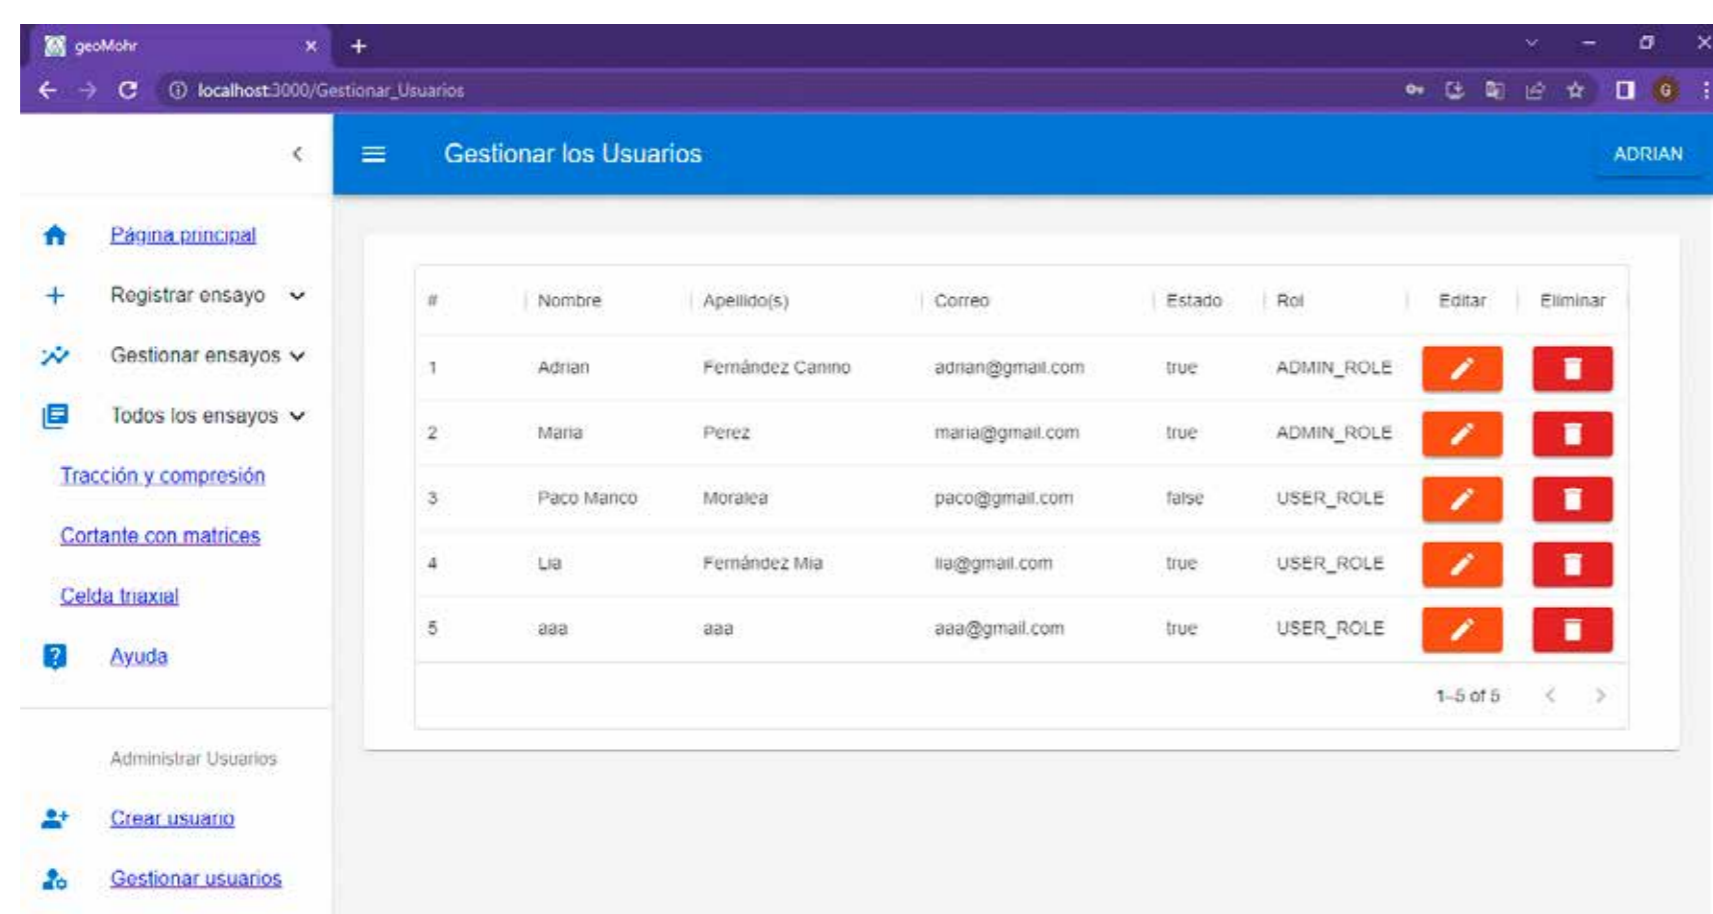 geoMohr
localhost:3000/Gestionar_Usuarios
G
Gestionar los Usuarios
ADRIAN
Página principal
Registrar ensayo
Gestionar ensayos
Todos los ensayos
Tracción y compresión
Cortante con matrices
Celda triaxial
Ayuda
Administrar Usuarios
Crear usuario
Gestionar usuarios
# Nombre Apellido(s) Correo Estado Rol Editar Eliminar
1 Adrian Fernández Canino adrian@gmail.com true ADMIN_ROLE
2 Maria Perez maria@gmail.com true ADMIN_ROLE
3 Paco Manco Moralea paco@gmail.com false USER_ROLE
4 Lia Fernández Mia lia@gmail.com true USER_ROLE
5 aaa aaa aaa@gmail.com true USER_ROLE
1–5 of 5